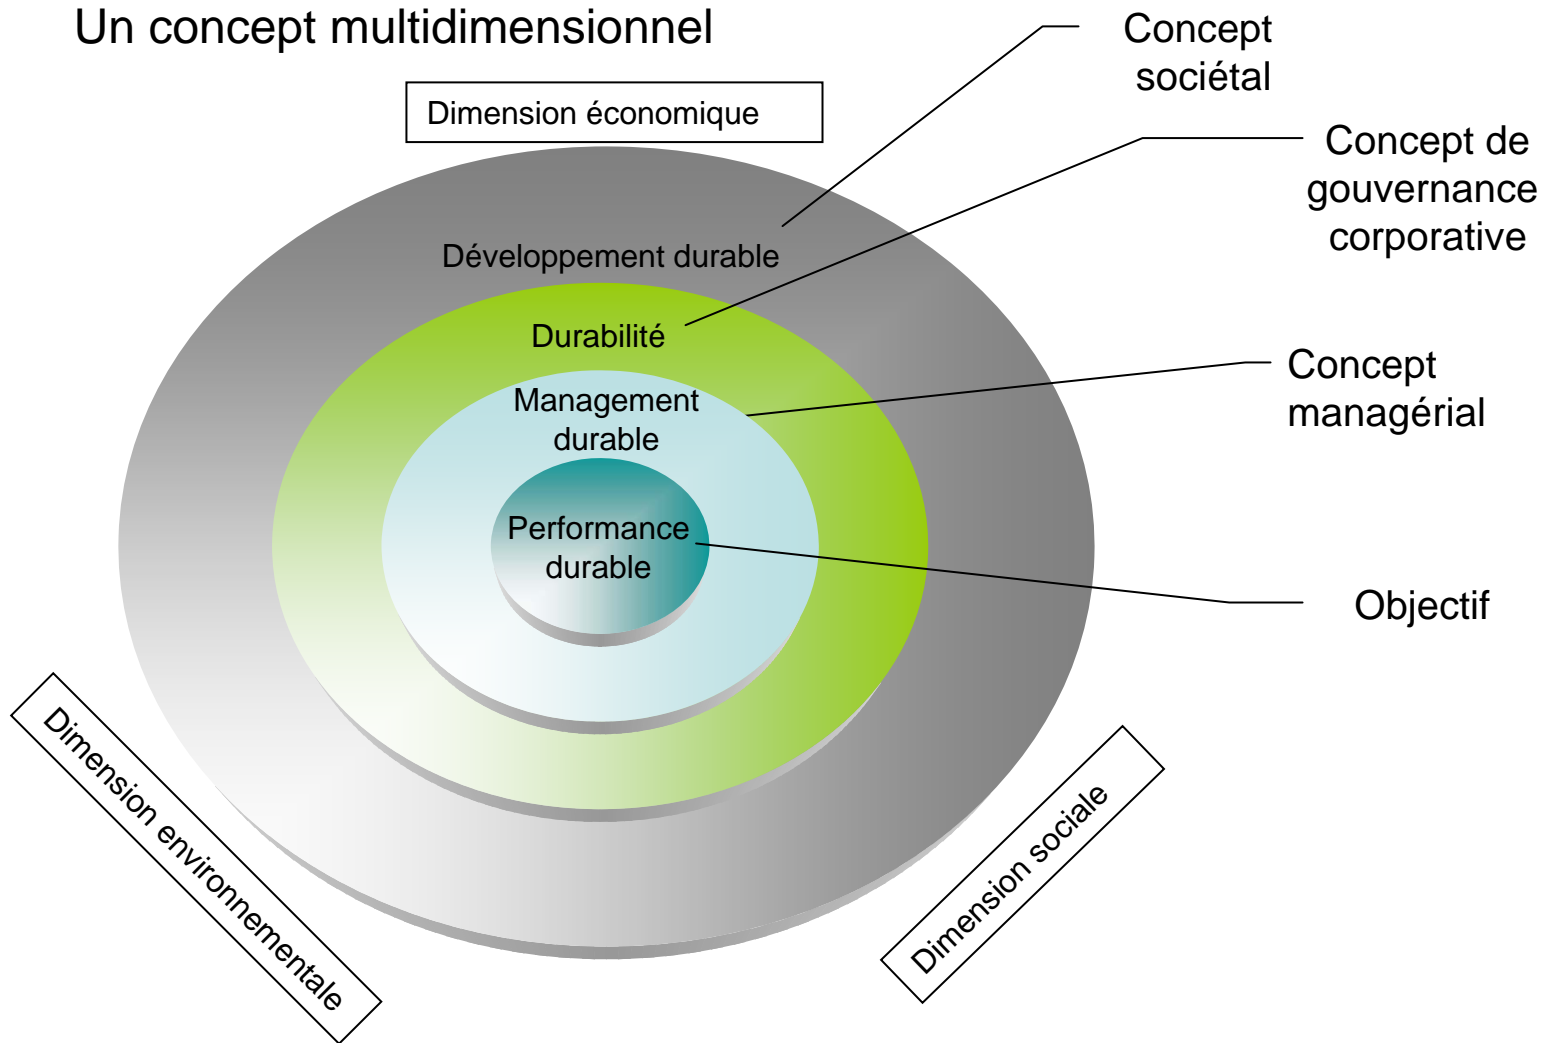 Un concept multidimensionnel
Concept
sociétal
Dimension économique
Concept de
gouvernance
corporative
Développement durable
Durabilité
Concept
managérial
Management
durable
Performance
durable
Objectif
Dimension environnementale
Dimension sociale